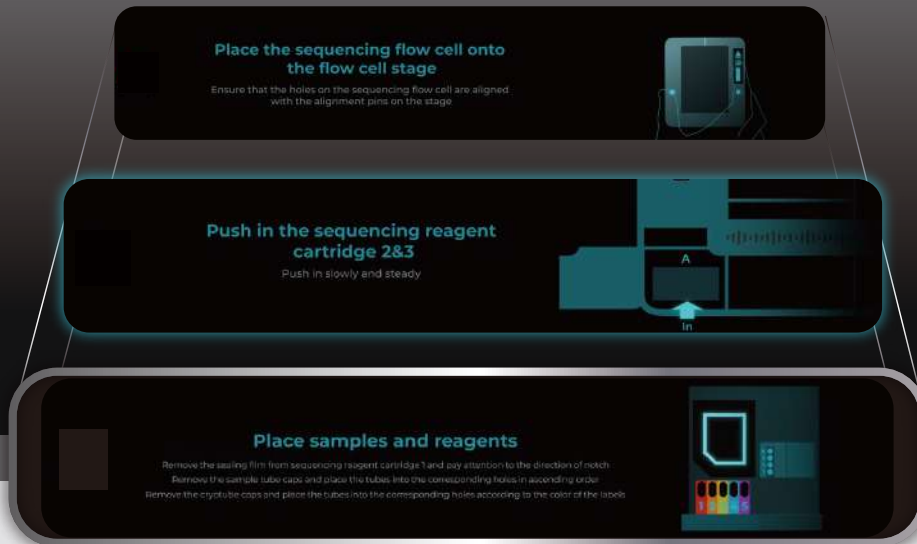 Place the sequencing flow cell onto
the flow cell stage
Ensure that the holes on the sequencing flow cell are aligned
with the alignment pins on the stage
Push in the sequencing reagent
cartridge 2&3
Push in slowly and steady
A
In
Place samples and reagents
Remove the sealing film from sequencing reagent cartridge 1 and pay attention to the direction of notch
Remove the sample tube caps and place the tubes into the corresponding holes in ascending order
Remove the cryptube caps and place the tubes into the corresponding holes according to the color of the labels
1
5